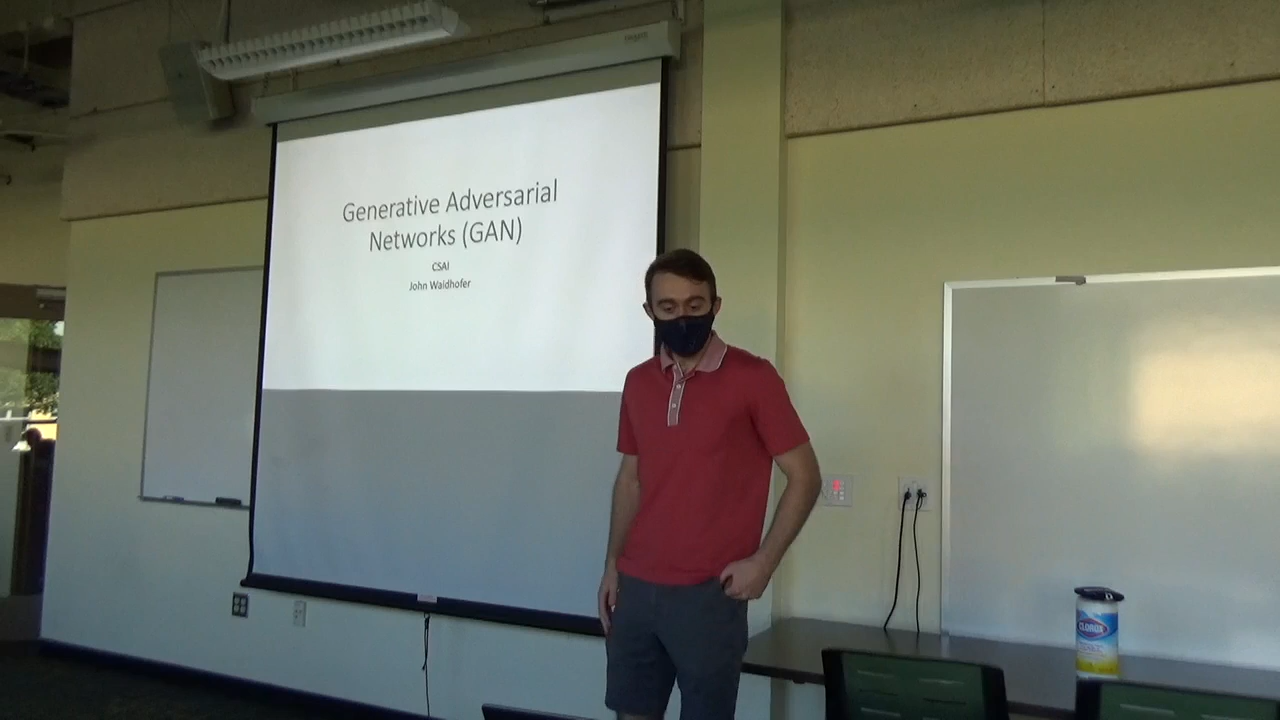 Generative Adversarial
Networks (GAN)
CSAI
John Waidhofer
CLOROX